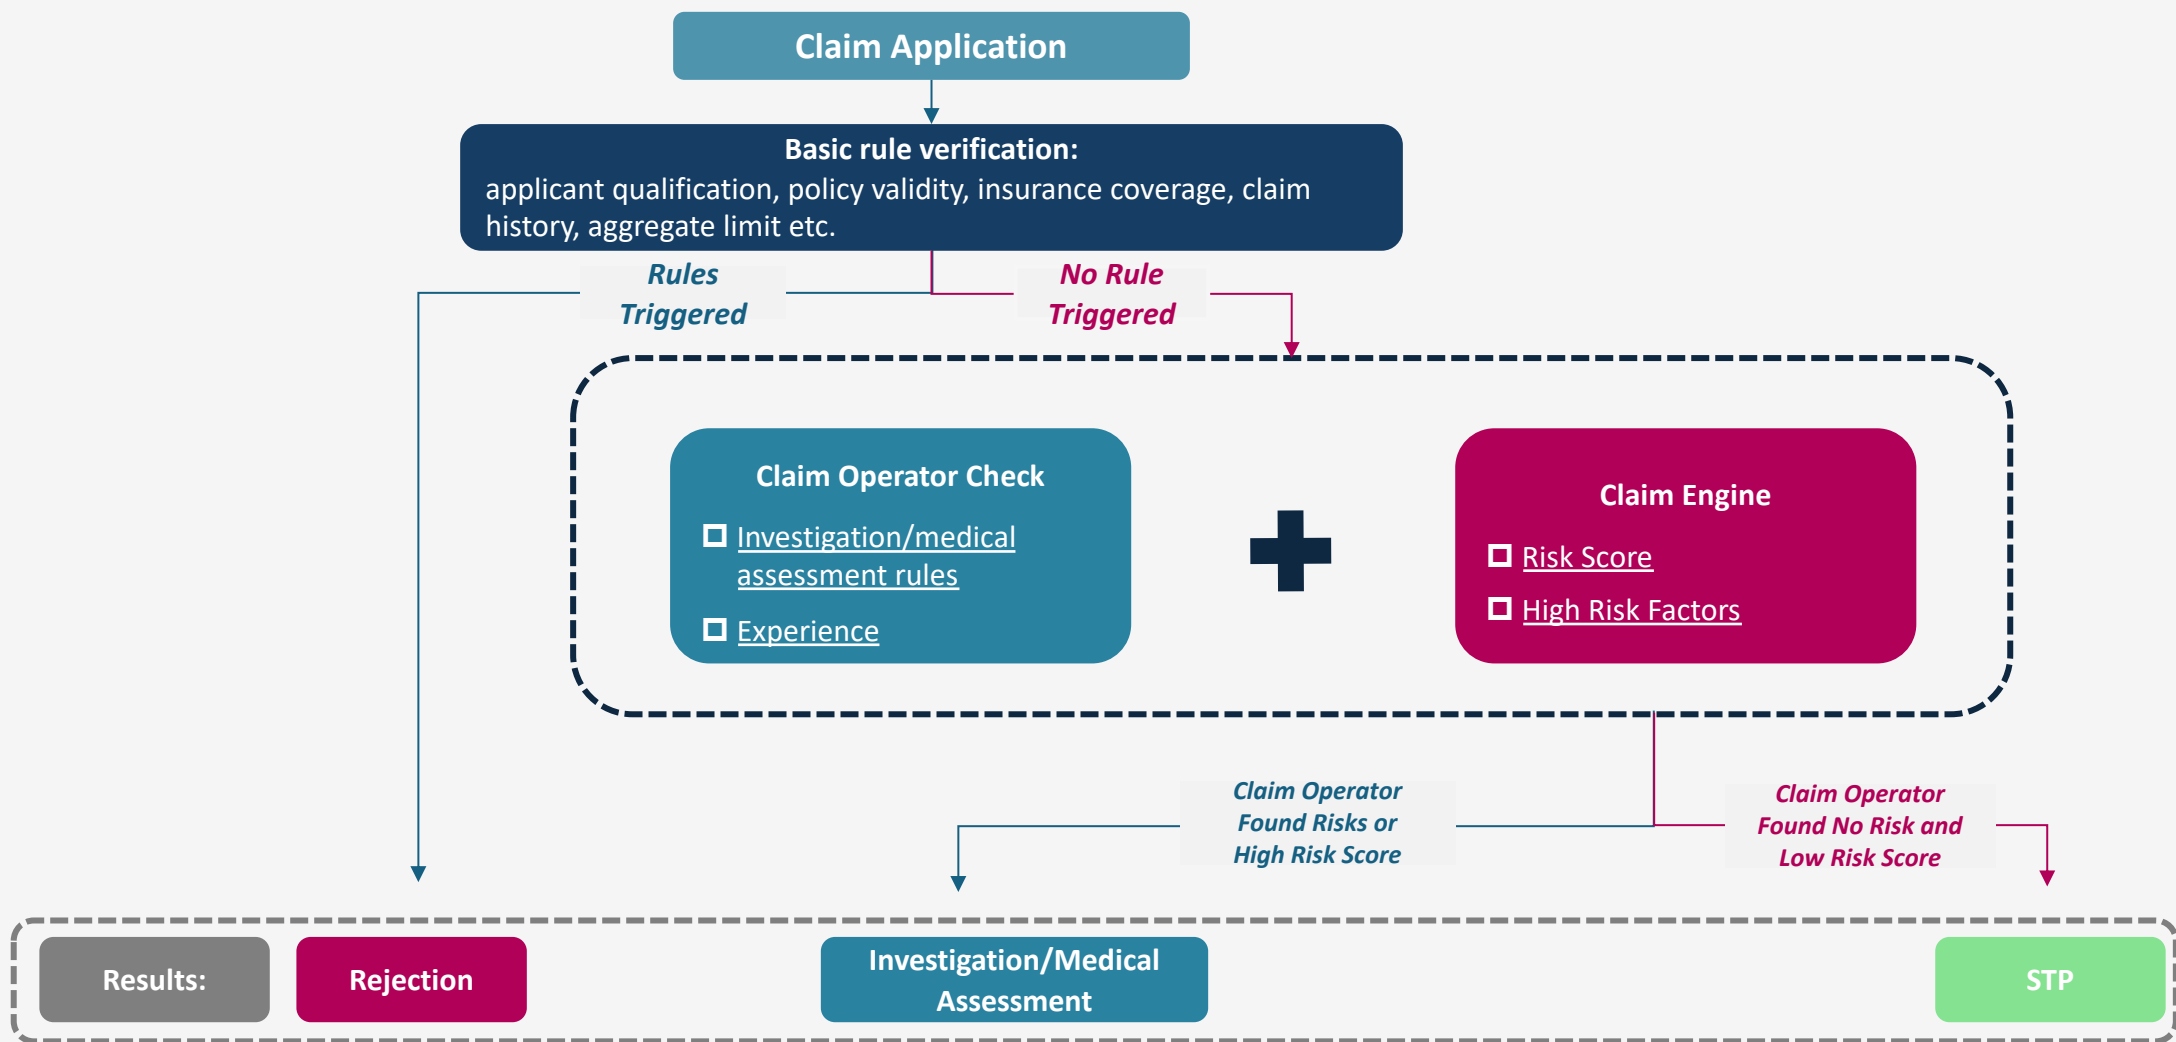 Claim Application
Basic rule verification:
applicant qualification, policy validity, insurance coverage, claim
history, aggregate limit etc.
Rules
Triggered
No Rule
Triggered
Claim Operator Check
Investigation/medical
assessment rules
Experience
Claim Engine
Risk Score
High Risk Factors
Claim Operator
Found Risks or
High Risk Score
Claim Operator
Found No Risk and
Low Risk Score
Results:
Rejection
Investigation/Medical
Assessment
STP